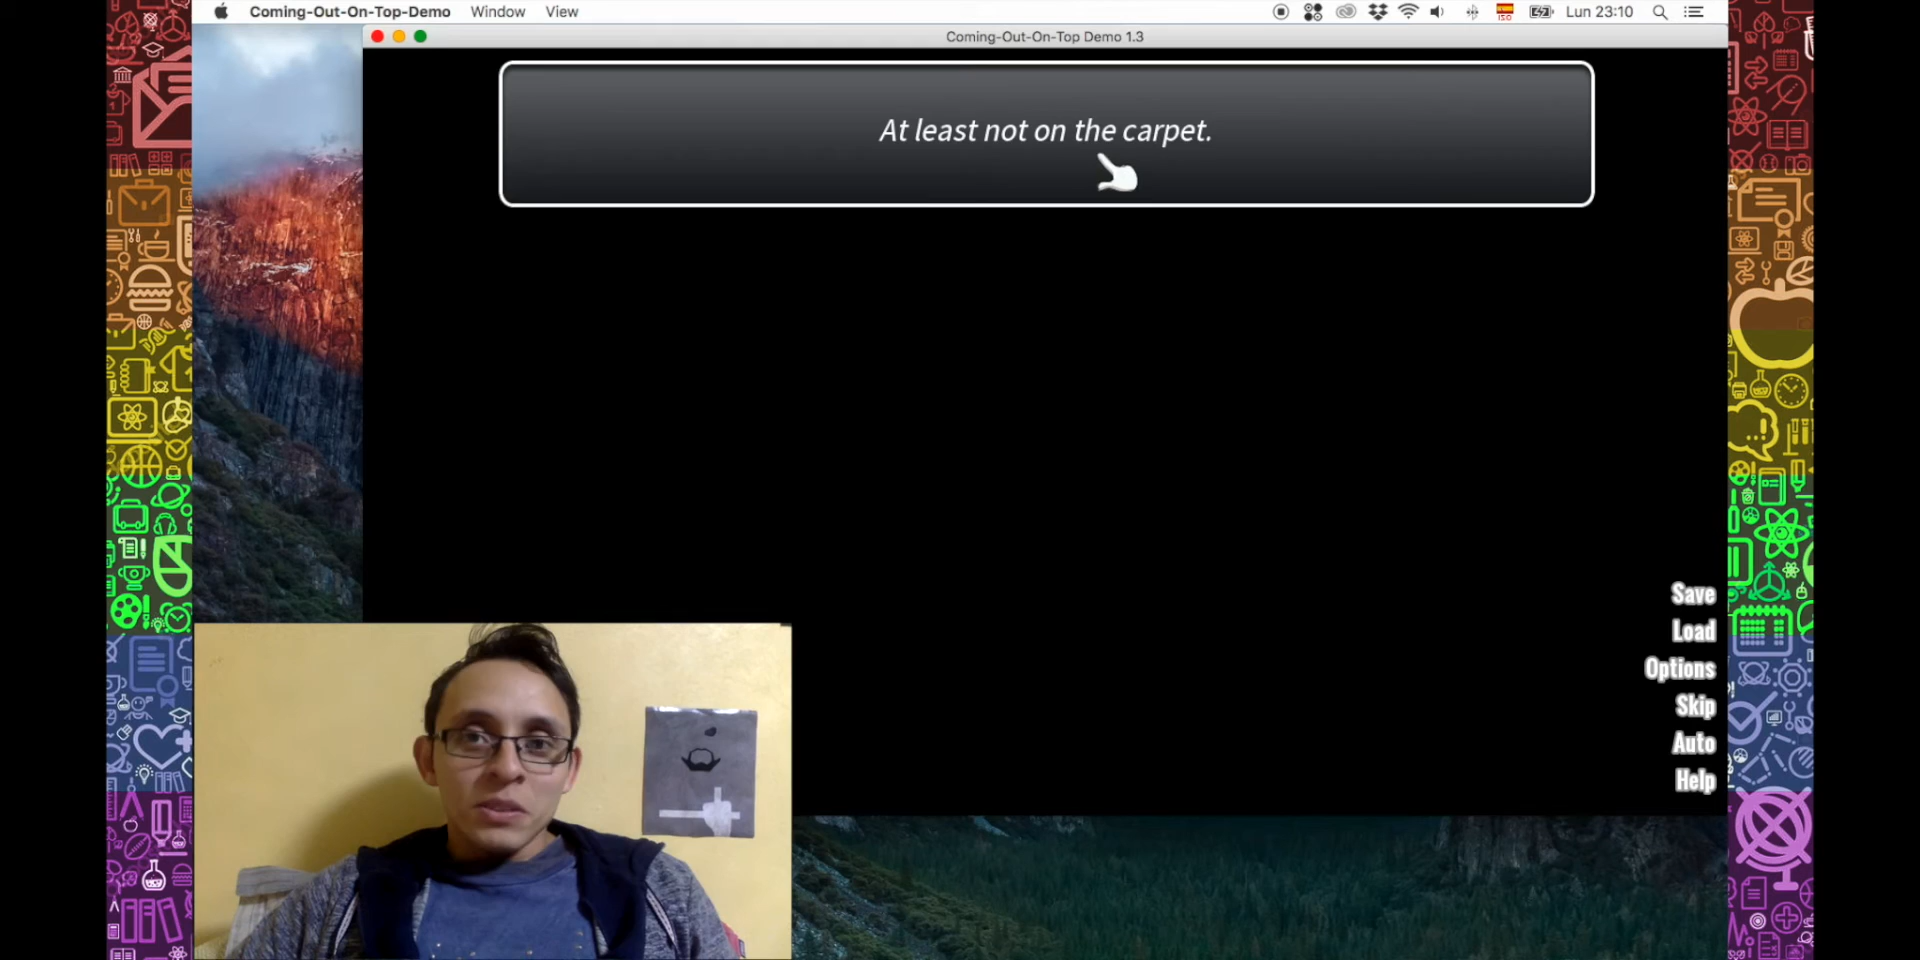 Coming-Out-On-Top-Demo Window View
ISO Lun 23:10
Coming-Out-On-Top Demo 1.3
At least not on the carpet.
Save
Load
Options
Skip
Auto
Help